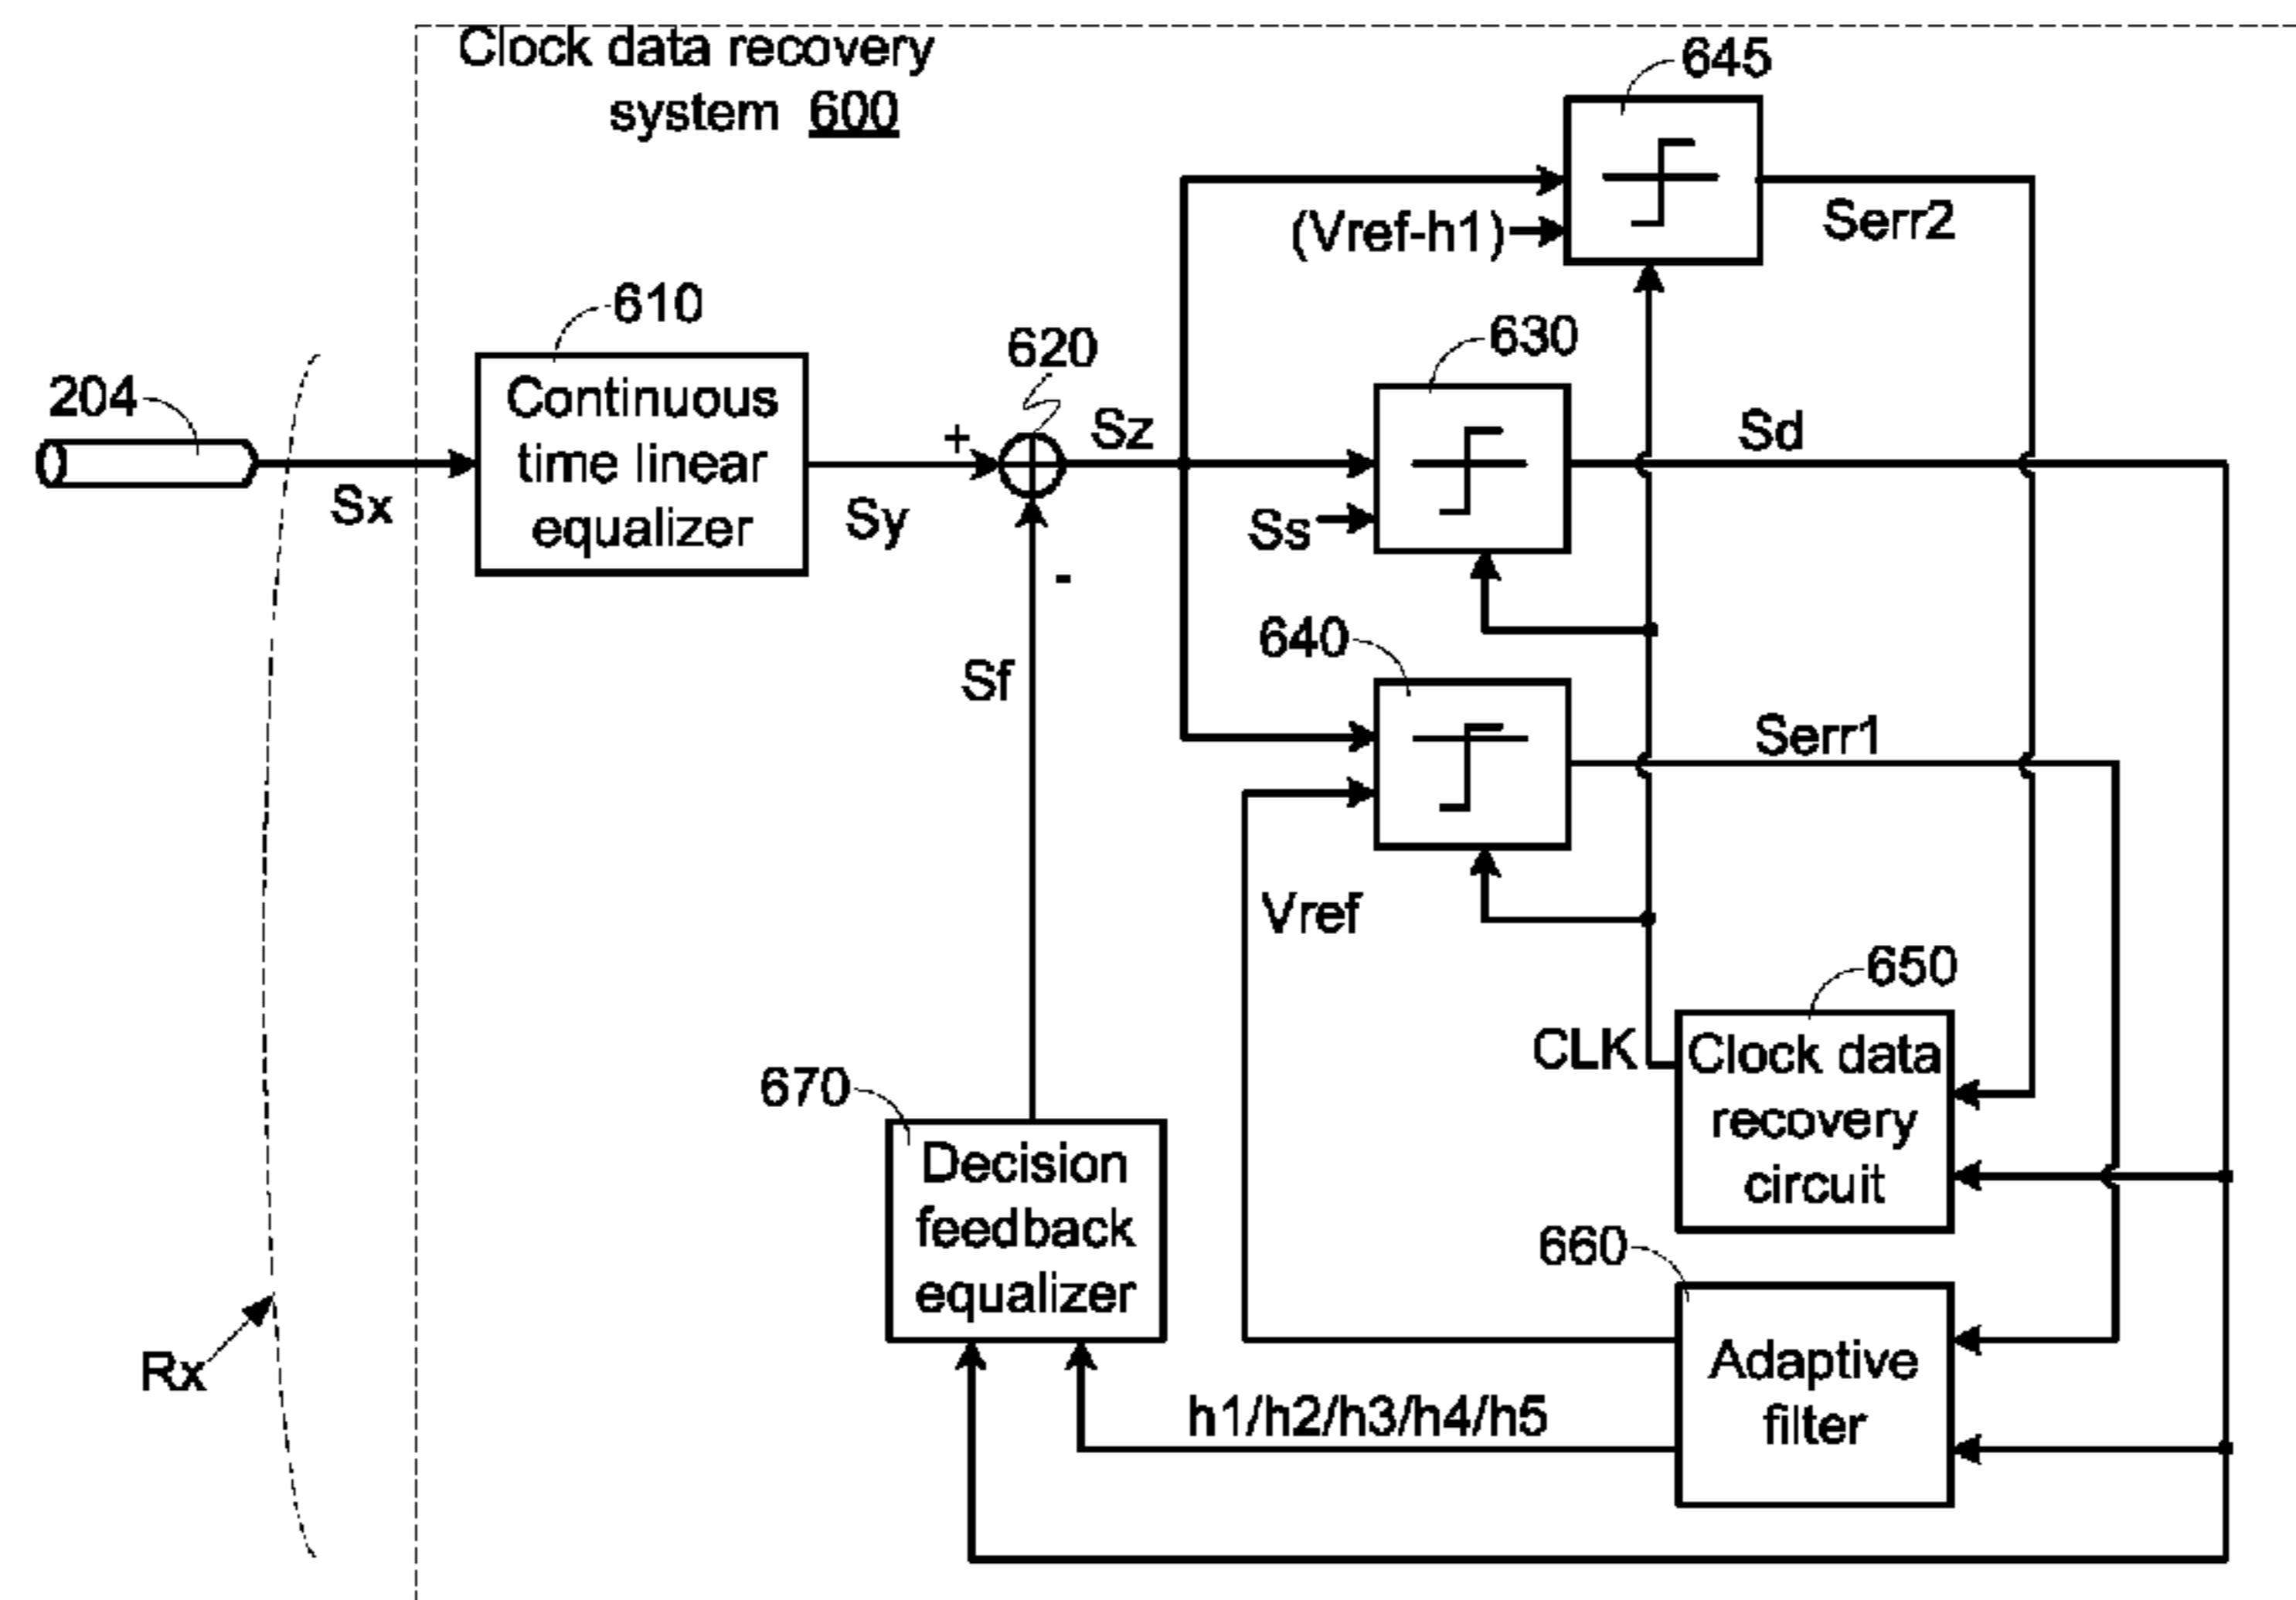 Clock data recovery
system 600
645
(Vref-h1)
Serr2
610
Continuous
time linear
equalizer
204
Sx
Sy
+
620
Sz
-
Sf
630
Ss
Sd
640
Serr1
Vref
650
CLK
Clock data
recovery
circuit
670
Decision
feedback
equalizer
660
Adaptive
filter
h1/h2/h3/h4/h5
Rx